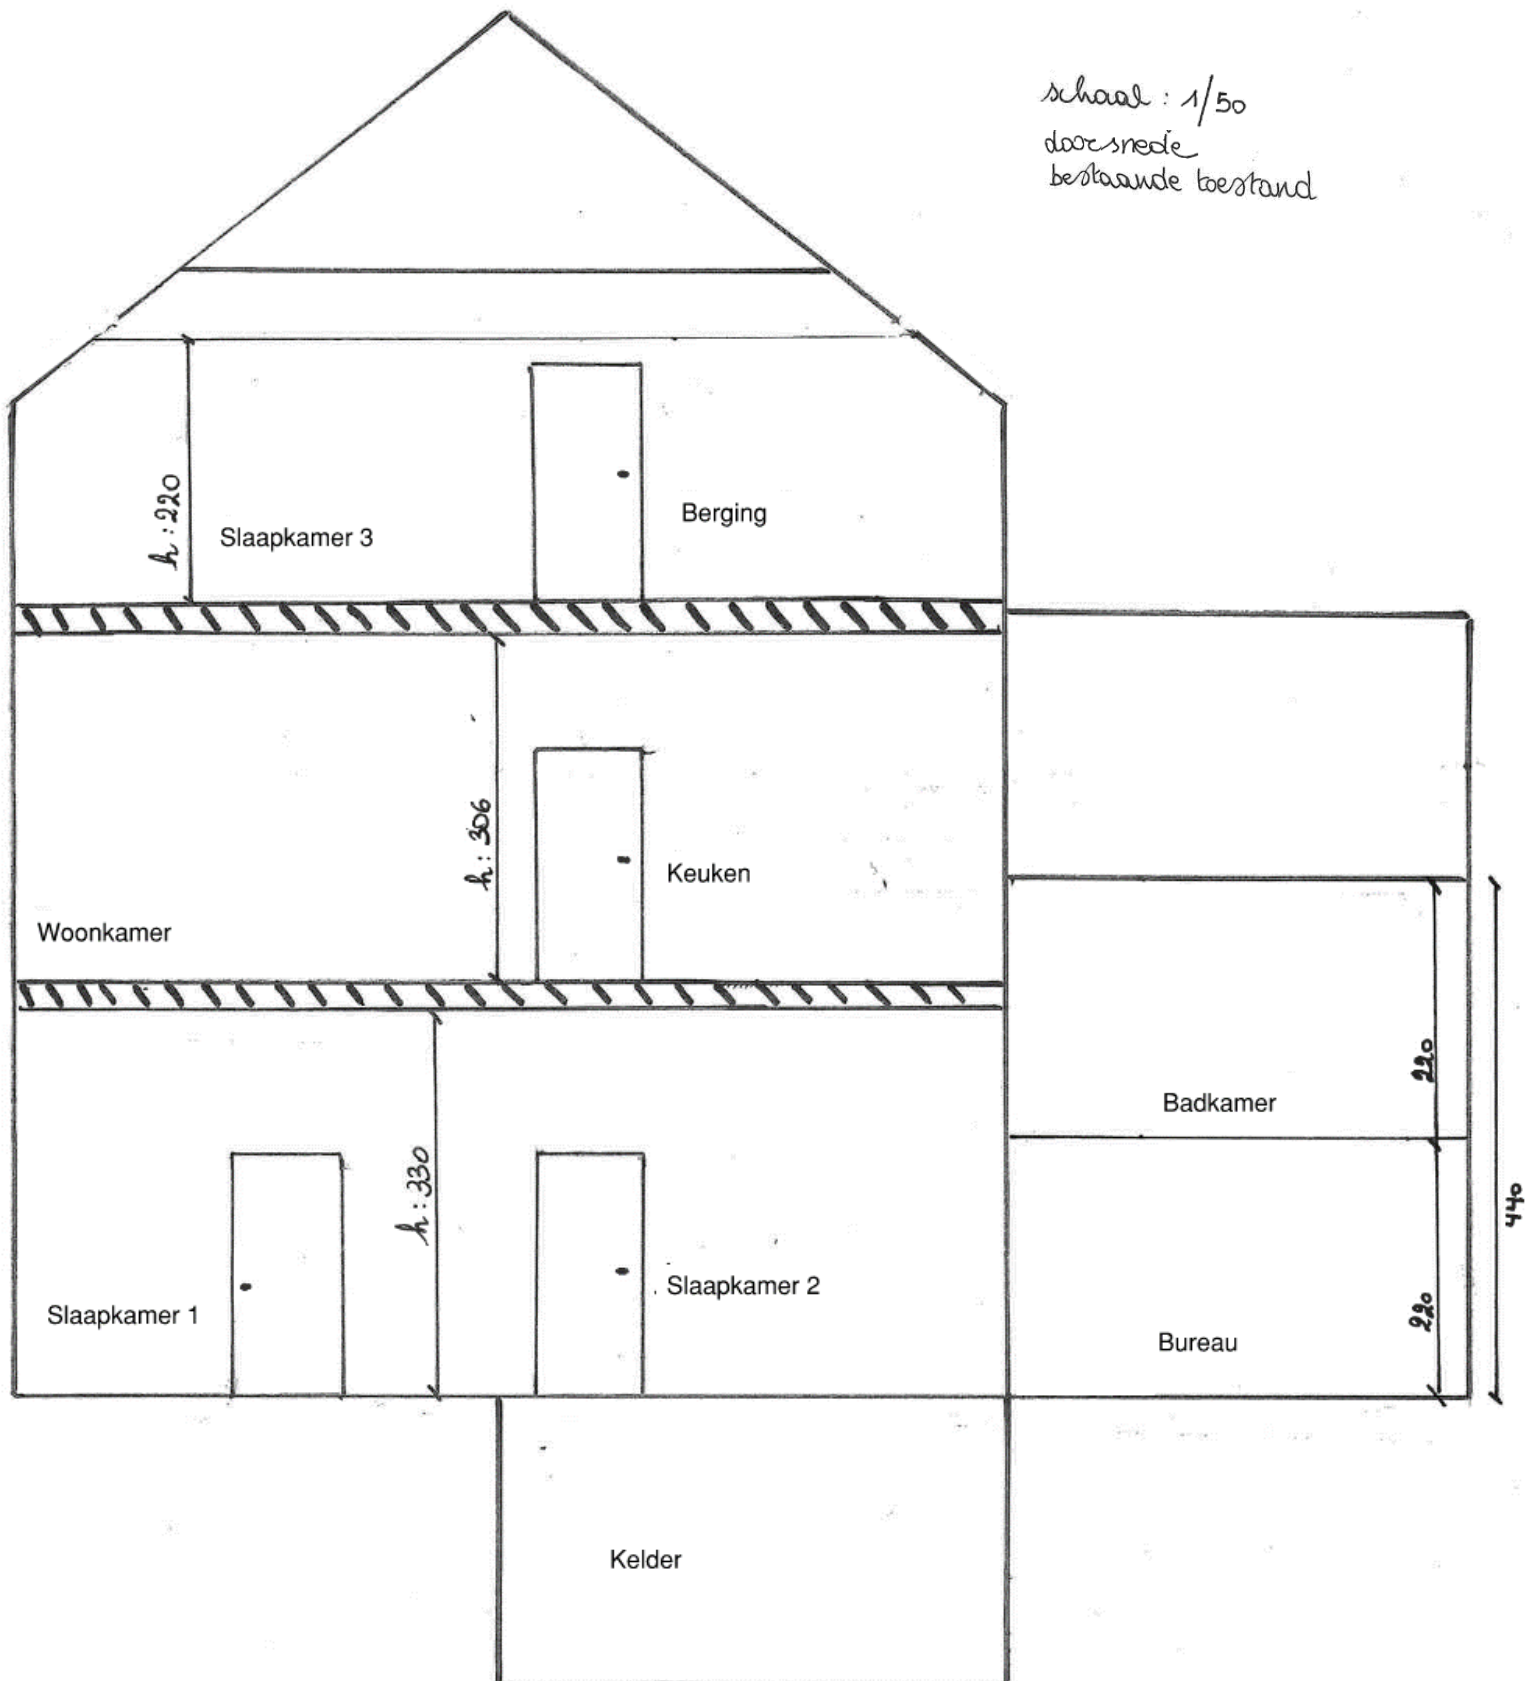 schaal : 1/50
doorsnede
bestaande toestand
h : 220
Slaapkamer 3
Berging
h : 306
Keuken
Woonkamer
220
Badkamer
h : 330
440
Slaapkamer 1
Slaapkamer 2
220
Bureau
Kelder